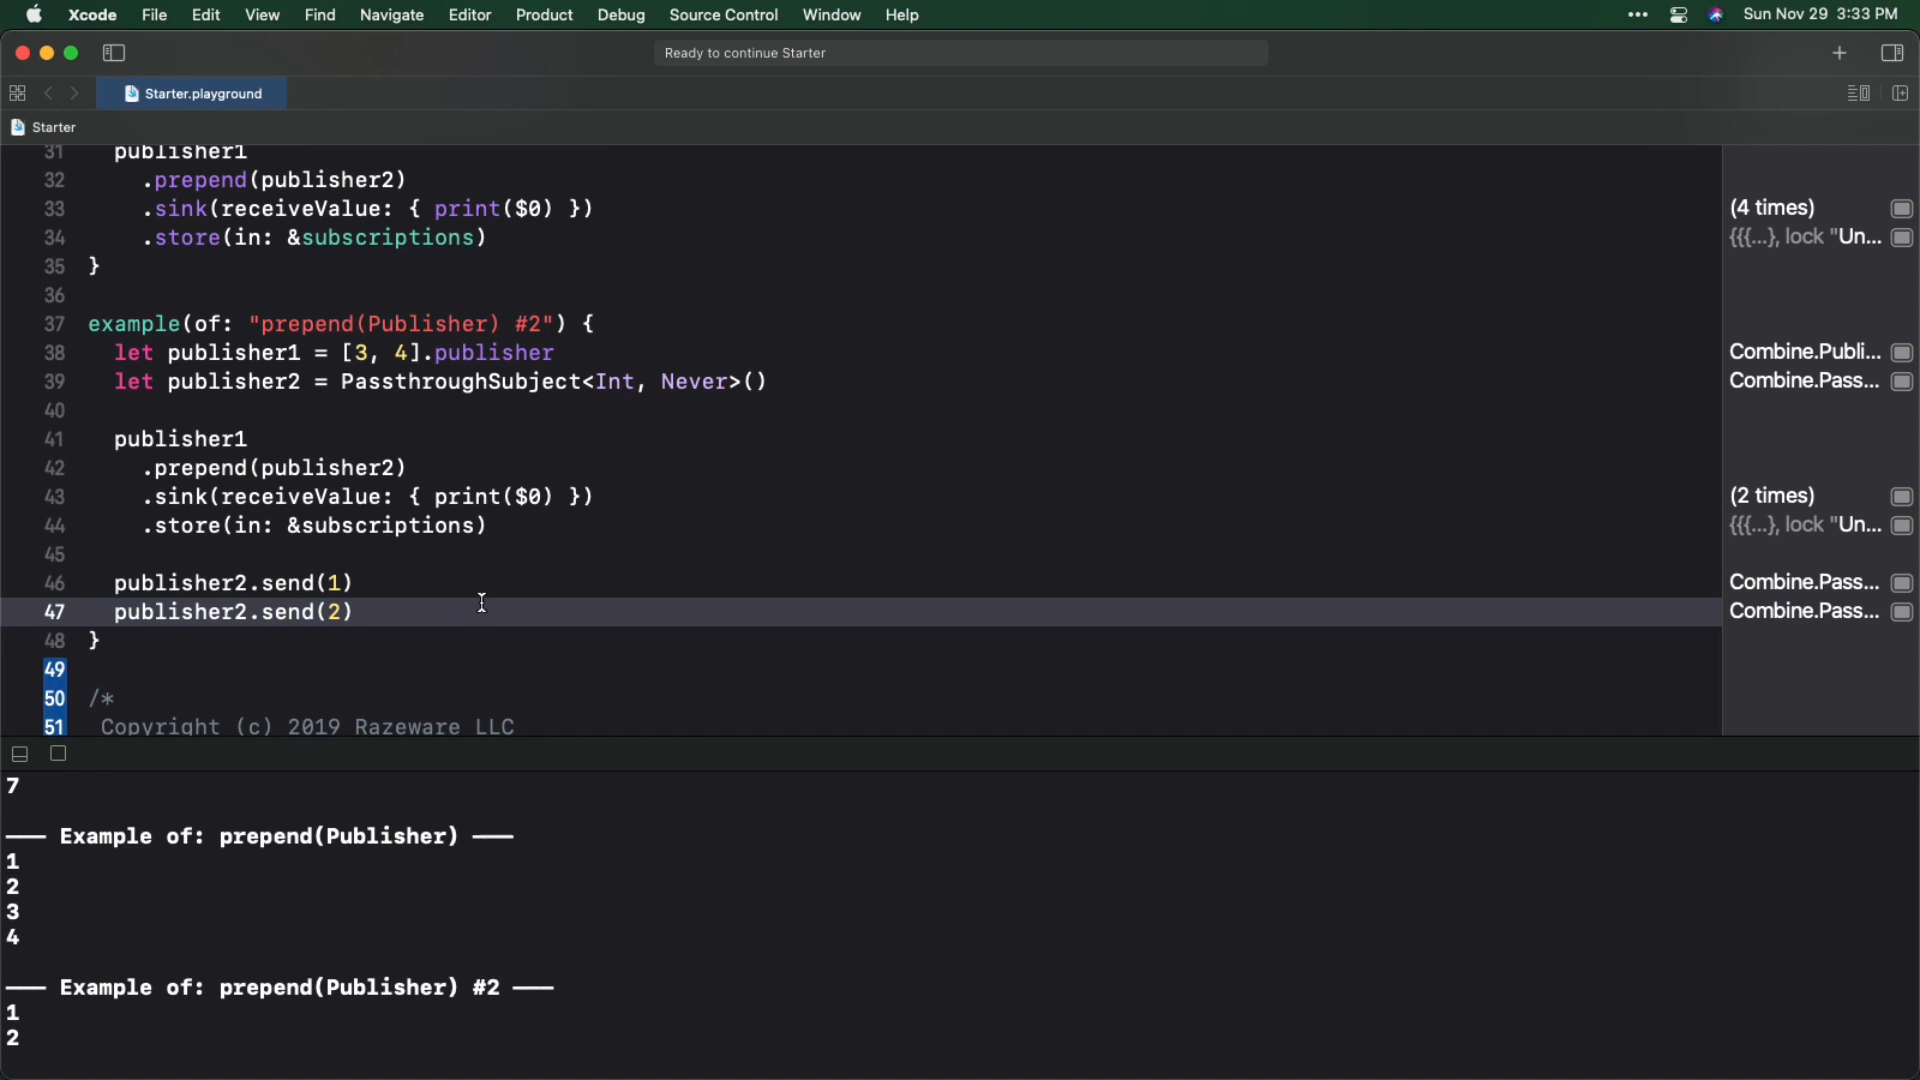 Xcode File Edit View Find Navigate Editor Product Debug Source Control Window Help ••• Sun Nov 29 3:33 PM
Ready to continue Starter
Starter.playground
Starter
31 publisher1
32 .prepend(publisher2)
33 .sink(receiveValue: { print($0) }) (4 times)
34 .store(in: &subscriptions) {{{...}, lock "Un...
35 }
36
37 example(of: "prepend(Publisher) #2") {
38 let publisher1 = [3, 4].publisher Combine.Publi...
39 let publisher2 = PassthroughSubject<Int, Never>() Combine.Pass...
40
41 publisher1
42 .prepend(publisher2)
43 .sink(receiveValue: { print($0) }) (2 times)
44 .store(in: &subscriptions) {{{...}, lock "Un...
45
46 publisher2.send(1) Combine.Pass...
47 publisher2.send(2) Combine.Pass...
48 }
49
50 /*
51 Copyright (c) 2019 Razeware LLC
7
—— Example of: prepend(Publisher) ——
1
2
3
4
—— Example of: prepend(Publisher) #2 ——
1
2